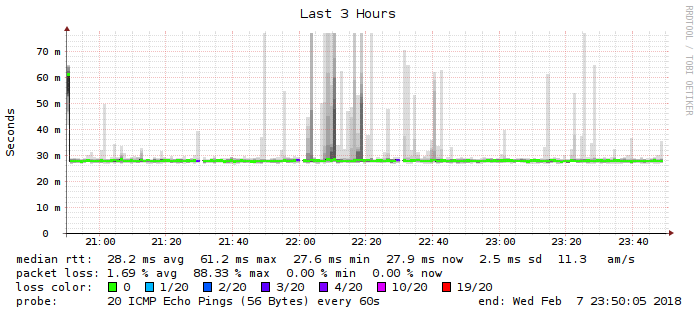 Last 3 Hours
RRDTOOL / TOBI OETIKER
Seconds
70 m
60 m
50 m
40 m
30 m
20 m
10 m
0
21:00 21:20 21:40 22:00 22:20 22:40 23:00 23:20 23:40
median rtt: 28.2 ms avg 61.2 ms max 27.6 ms min 27.9 ms now 2.5 ms sd 11.3 am/s
packet loss: 1.69 % avg 88.33 % max 0.00 % min 0.00 % now
loss color: 0 1/20 2/20 3/20 4/20 10/20 19/20
probe: 20 ICMP Echo Pings (56 Bytes) every 60s end: Wed Feb 7 23:50:05 2018